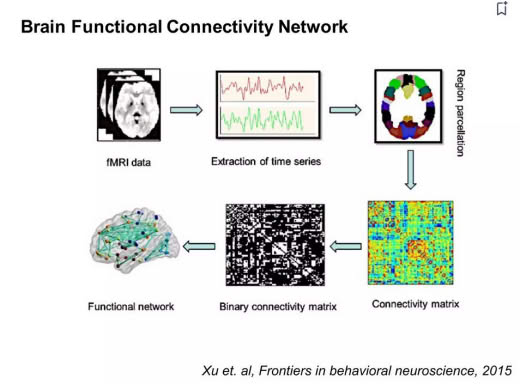 Brain Functional Connectivity Network
fMRI data
Extraction of time series
Region parcellation
Functional network
Binary connectivity matrix
Connectivity matrix
Xu et. al, Frontiers in behavioral neuroscience, 2015